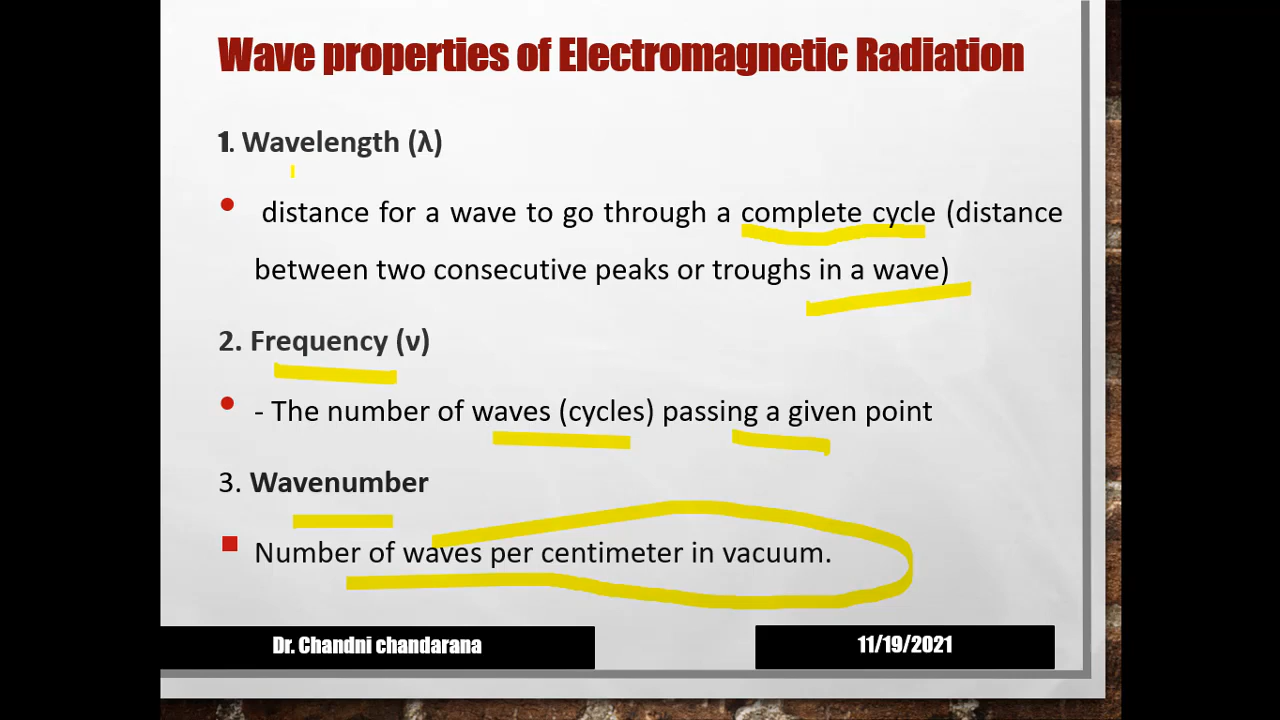 Wave properties of Electromagnetic Radiation
1. Wavelength (λ)
• distance for a wave to go through a complete cycle (distance
between two consecutive peaks or troughs in a wave)
2. Frequency (ν)
• - The number of waves (cycles) passing a given point
3. Wavenumber
▪ Number of waves per centimeter in vacuum.
Dr. Chandni chandarana
11/19/2021